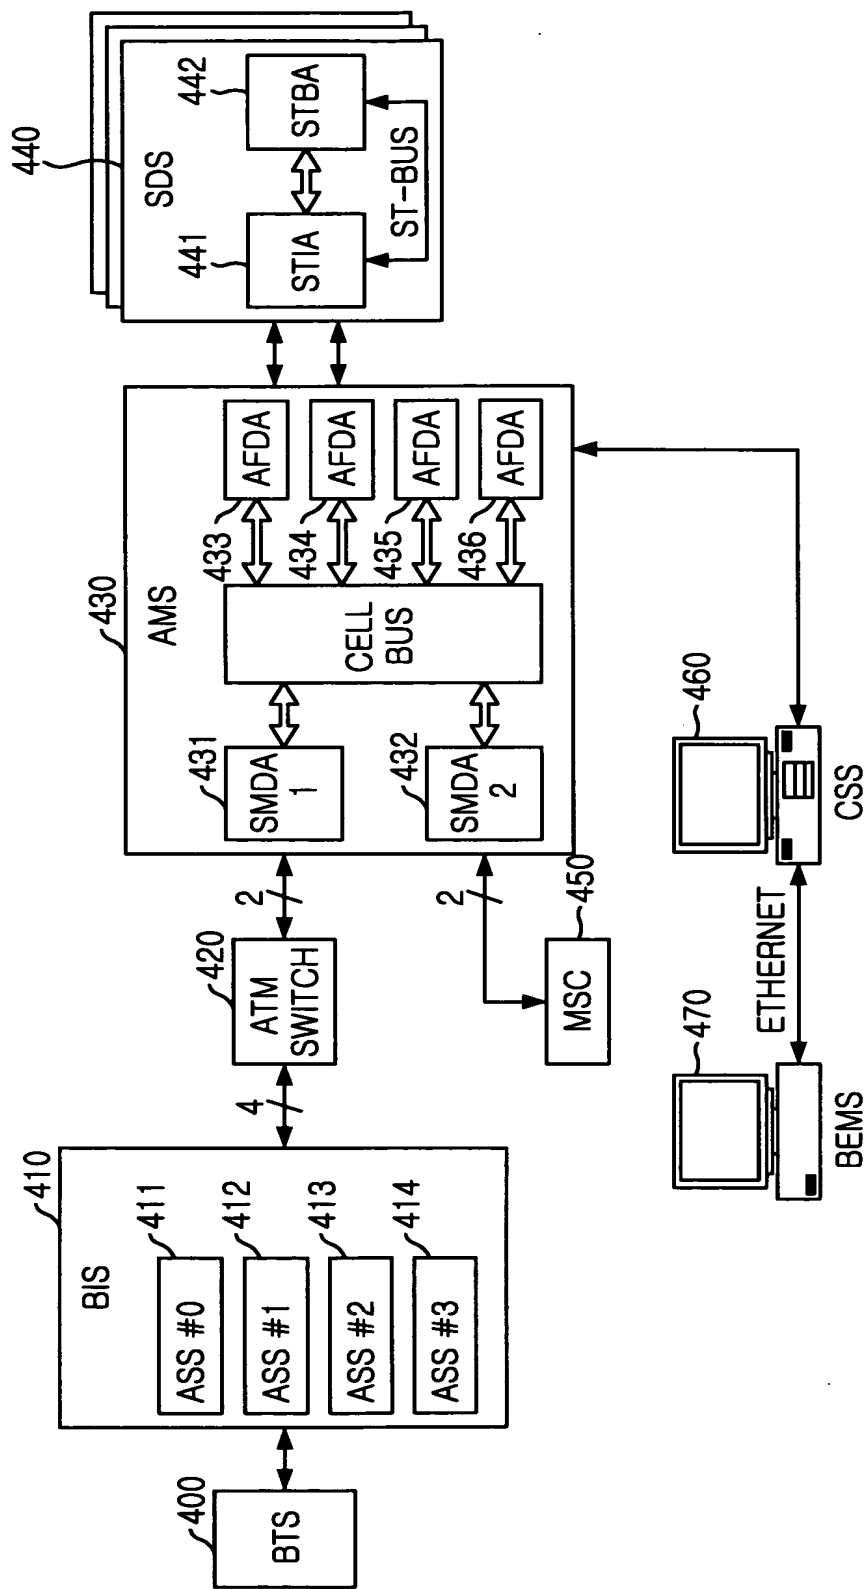 400
BTS
410
BIS
ASS #0
411
ASS #1
412
ASS #2
413
ASS #3
414
4
420
ATM
SWITCH
2
2
450
MSC
430
AMS
SMDA
1
431
SMDA
2
432
CELL
BUS
433
AFDA
434
AFDA
435
AFDA
436
AFDA
440
SDS
441
STIA
442
STBA
ST-BUS
470
BEMS
ETHERNET
460
CSS